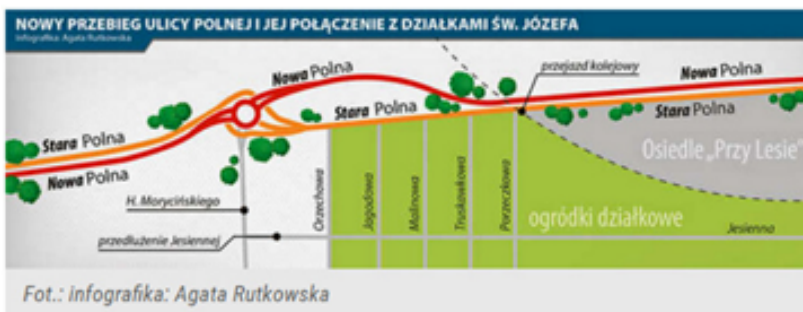 NOWY PRZEBIEG ULICY POLNEJ I JEJ POŁĄCZENIE Z DZIAŁKAMI ŚW. JÓZEFA
Infografika: Agata Rutkowska
Nowa Polna
przejazd kolejowy
Nowa Polna
Stara Polna
Stara Polna
Stara Polna
Nowa Polna
Osiedle „Przy Lesie”
H. Morycińskiego
Orzechowa
Jagodowa
Malinowa
Truskawkowa
Porzeczkowa
ogródki działkowe
przedłużenie Jesiennej
Jesienna
Fot.: infografika: Agata Rutkowska